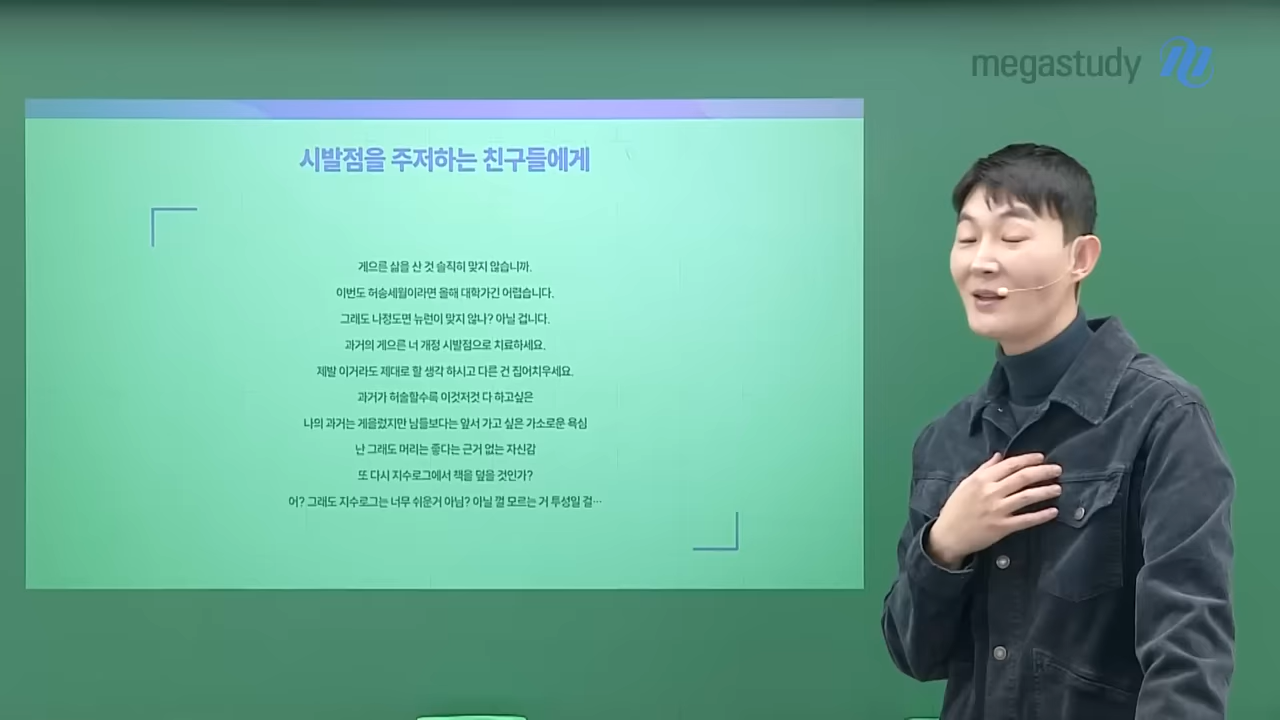 megastudy
시발점을 주저하는 친구들에게
게으른 삶을 산 것 솔직히 맞지 않습니까.
이번도 허송세월이라면 올해 대학가긴 어렵습니다.
그래도 나정도면 뉴런이 맞지 않나? 아닐 겁니다.
과거의 게으른 너 개정 시발점으로 치료하세요.
제발 이거라도 제대로 할 생각 하시고 다른 건 집어치우세요.
과거가 허술할수록 이것저것 다 하고싶은
나의 과거는 게을렀지만 남들보다는 앞서 가고 싶은 가소로운 욕심
난 그래도 머리는 좋다는 근거 없는 자신감
또 다시 지수로그에서 책을 덮을 것인가?
어? 그래도 지수로그는 너무 쉬운거 아님? 아닐 껄 모르는 거 투성일 걸…